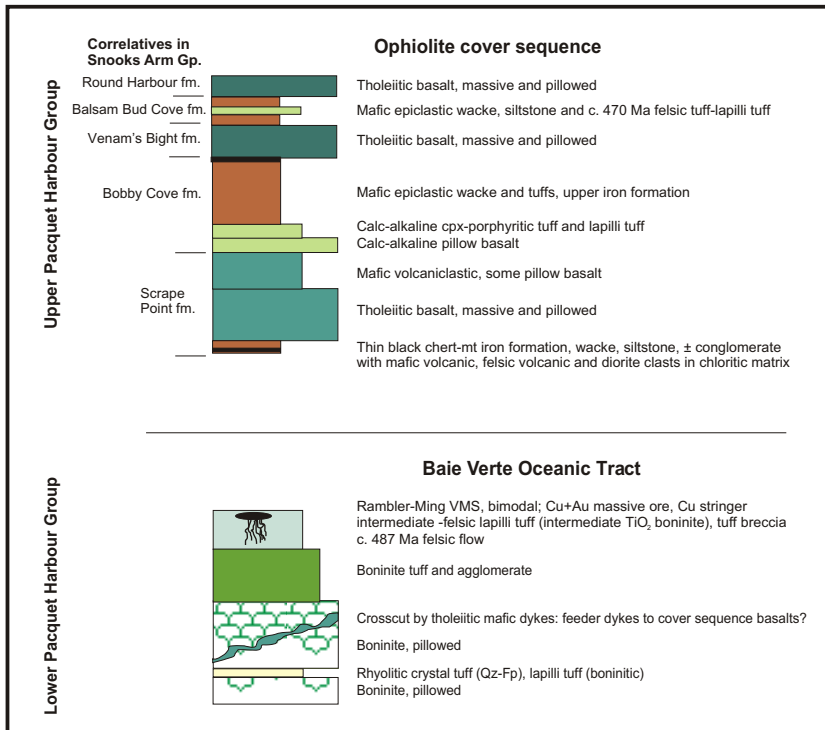 Correlatives in
Snooks Arm Gp.
Ophiolite cover sequence
Upper Pacquet Harbour Group
Round Harbour fm.
Tholeiitic basalt, massive and pillowed
Balsam Bud Cove fm.
Mafic epiclastic wacke, siltstone and c. 470 Ma felsic tuff-lapilli tuff
Venam's Bight fm.
Tholeiitic basalt, massive and pillowed
Bobby Cove fm.
Mafic epiclastic wacke and tuffs, upper iron formation
Calc-alkaline cpx-porphyritic tuff and lapilli tuff
Calc-alkaline pillow basalt
Mafic volcaniclastic, some pillow basalt
Scrape
Point fm.
Tholeiitic basalt, massive and pillowed
Thin black chert-mt iron formation, wacke, siltstone, ± conglomerate
with mafic volcanic, felsic volcanic and diorite clasts in chloritic matrix
Lower Pacquet Harbour Group
Baie Verte Oceanic Tract
Rambler-Ming VMS, bimodal; Cu+Au massive ore, Cu stringer
intermediate -felsic lapilli tuff (intermediate TiO₂ boninite), tuff breccia
c. 487 Ma felsic flow
Boninite tuff and agglomerate
Crosscut by tholeiitic mafic dykes: feeder dykes to cover sequence basalts?
Boninite, pillowed
Rhyolitic crystal tuff (Qz-Fp), lapilli tuff (boninitic)
Boninite, pillowed